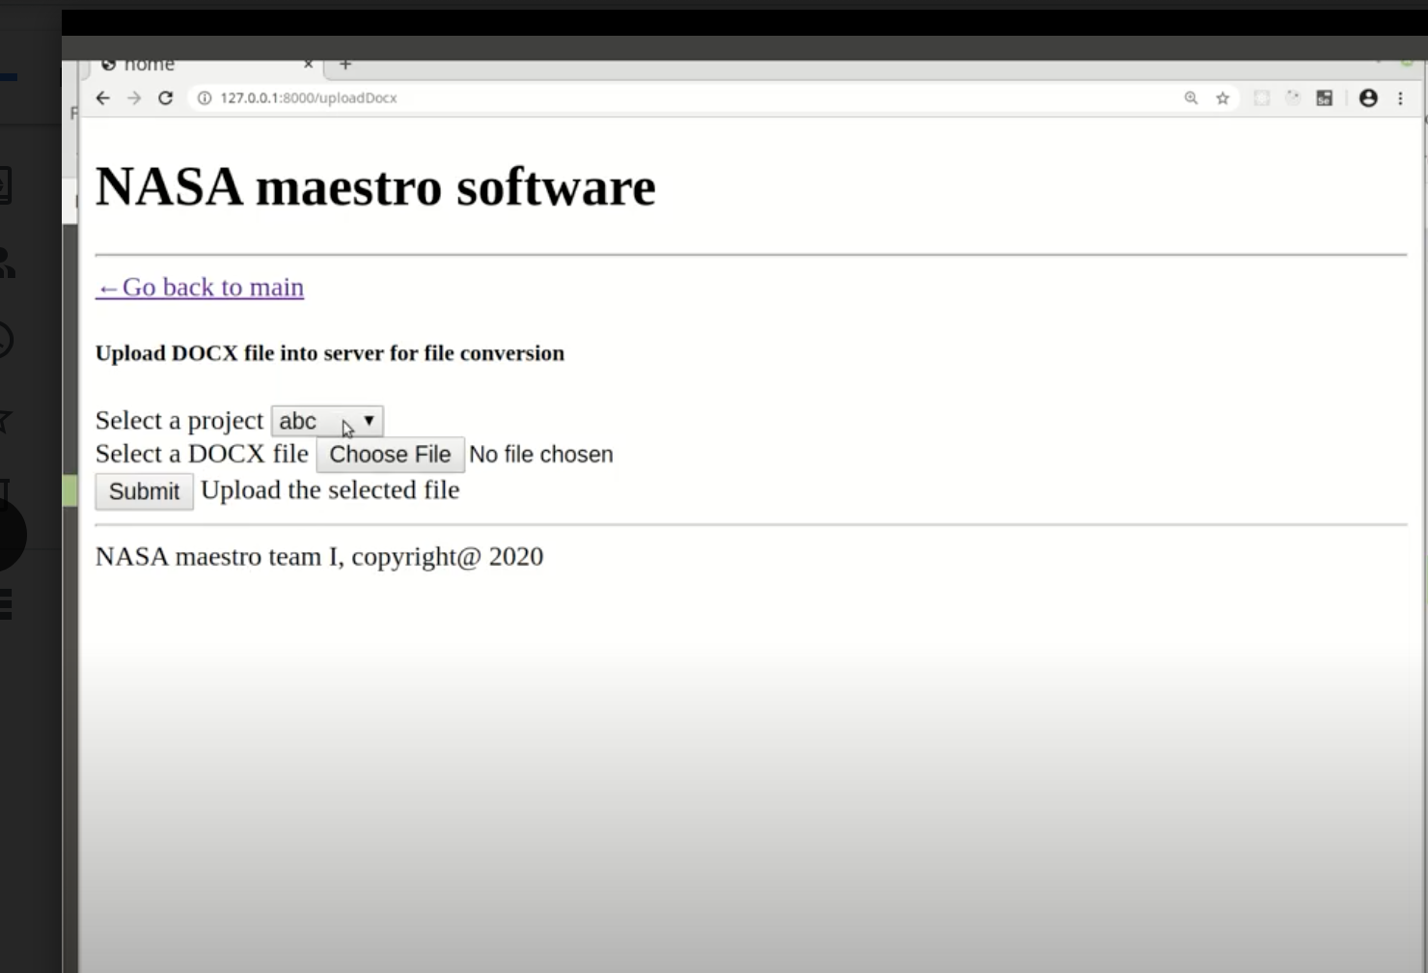 home × +
127.0.0.1:8000/uploadDocx
NASA maestro software
←Go back to main
Upload DOCX file into server for file conversion
Select a project abc
Select a DOCX file Choose File No file chosen
Submit Upload the selected file
NASA maestro team I, copyright@ 2020